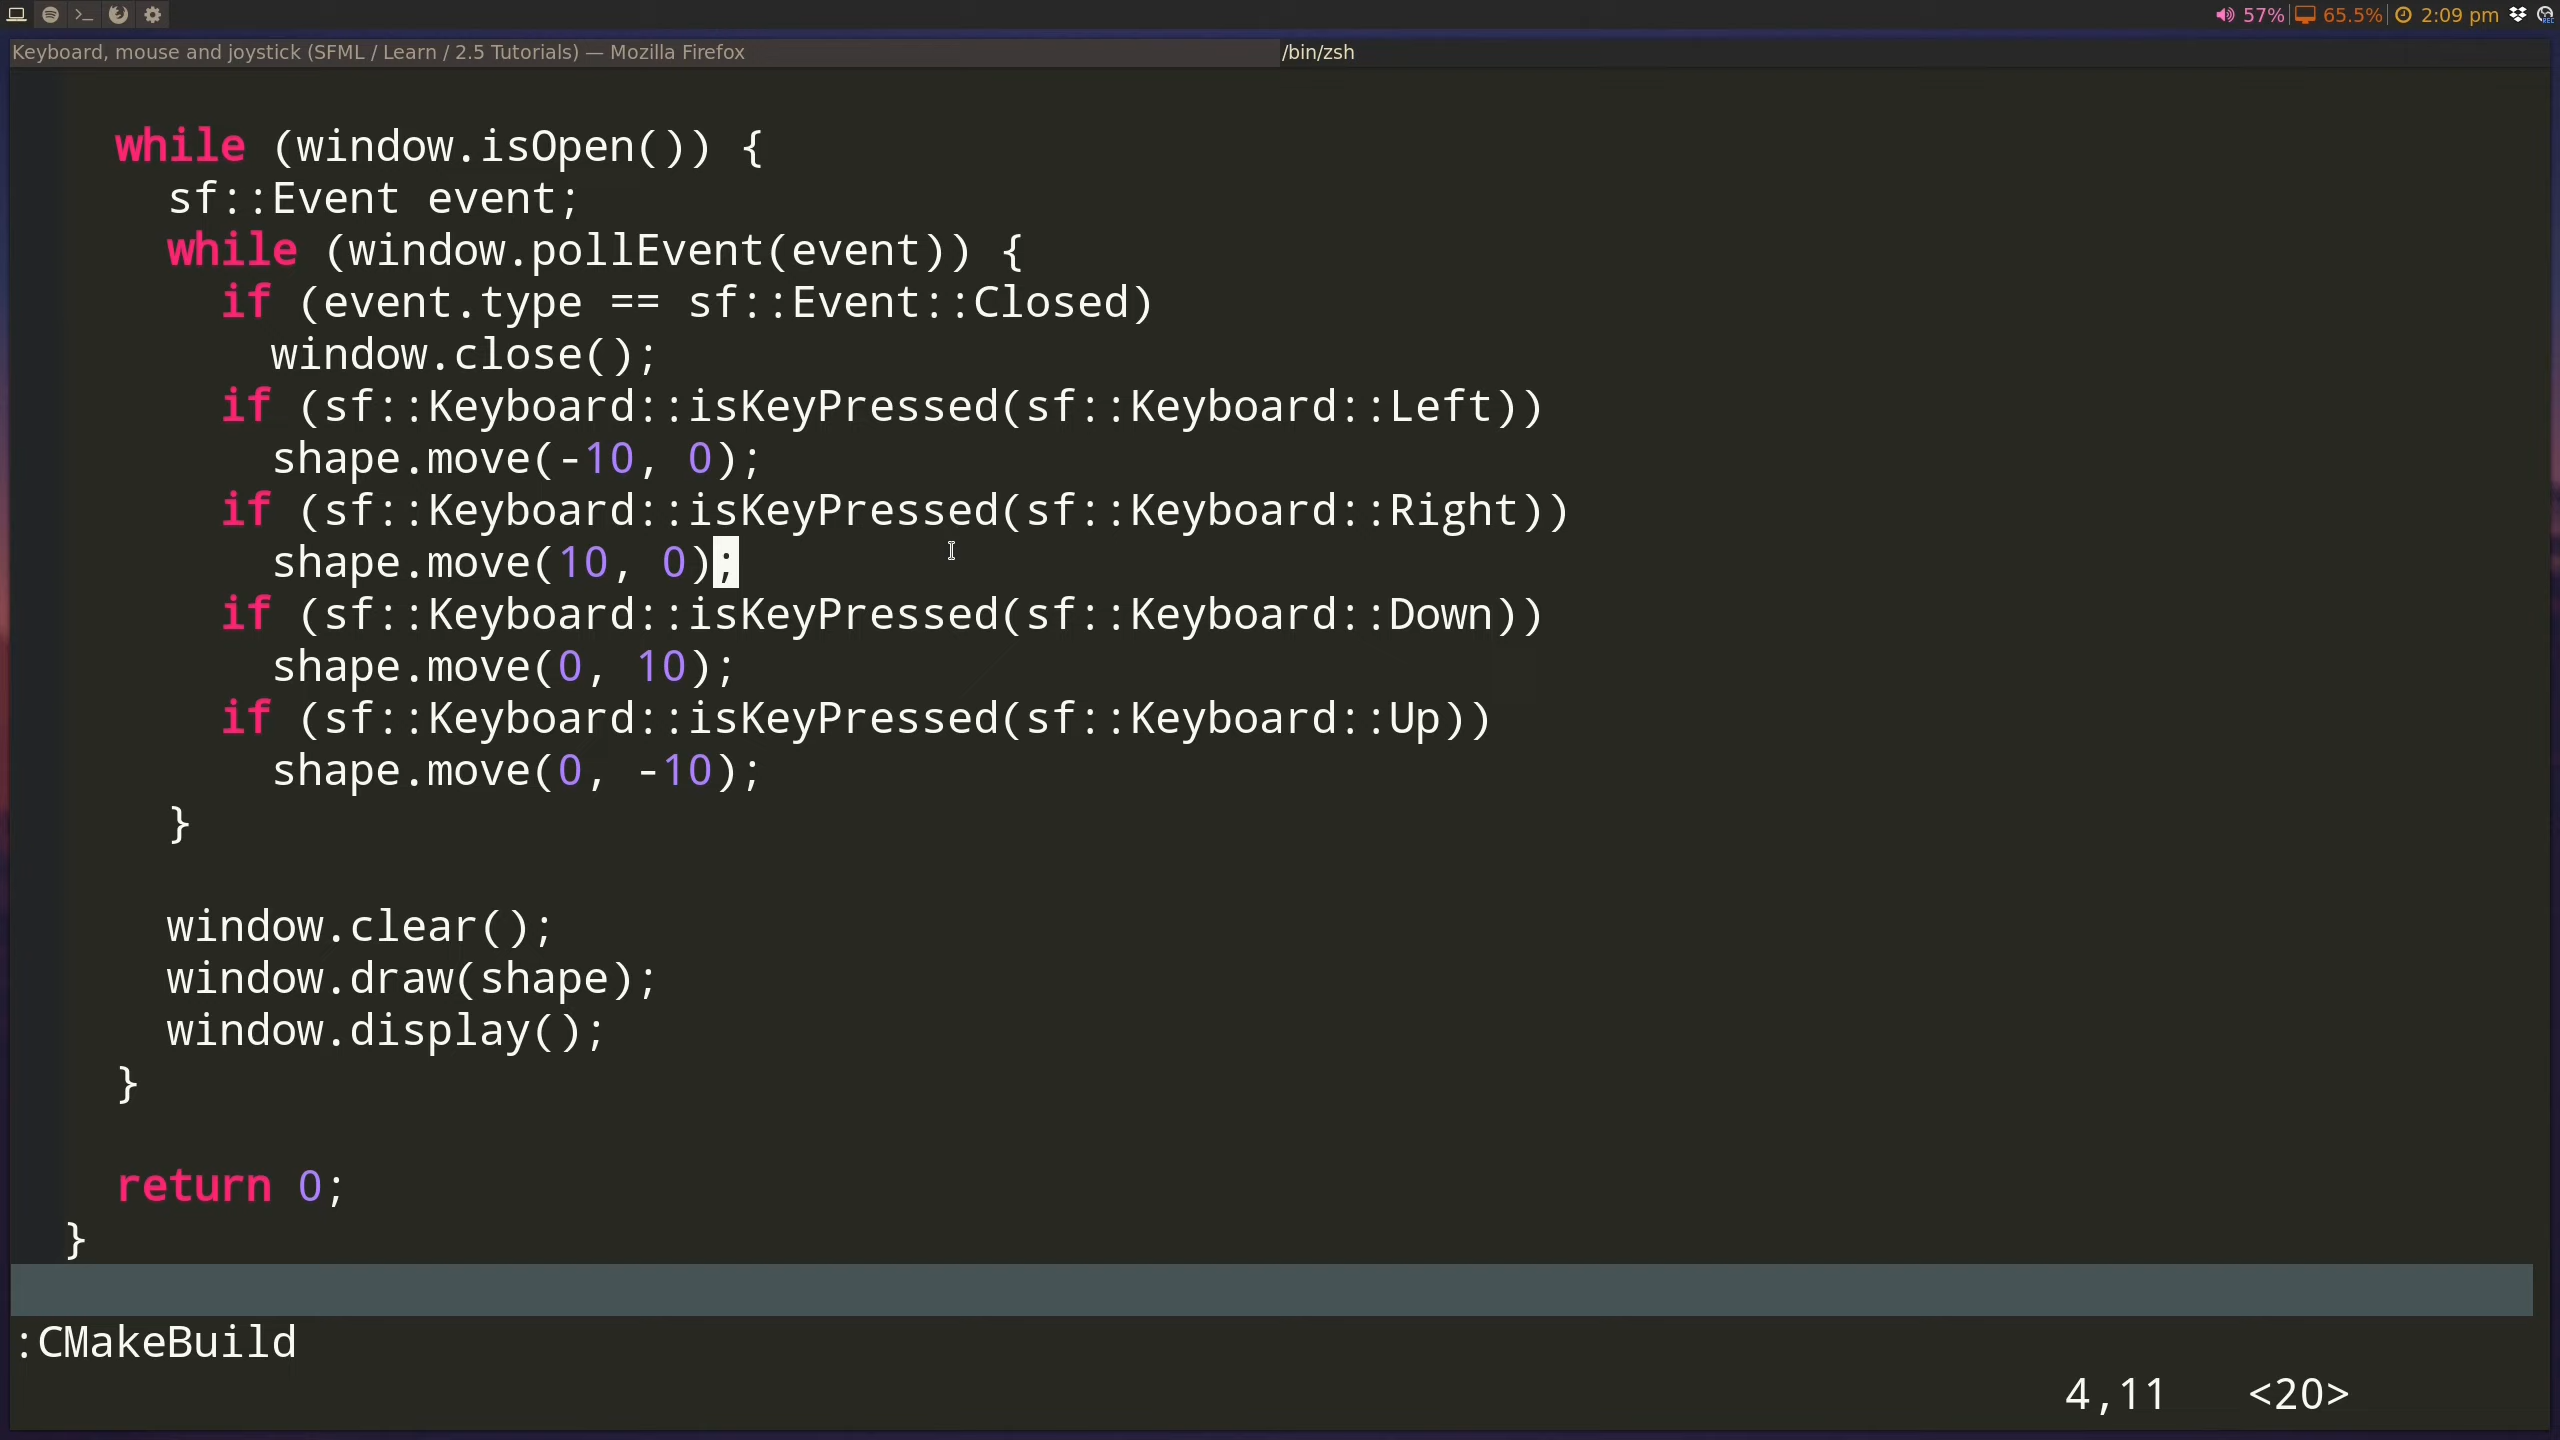 57% 65.5% 2:09 pm
Keyboard, mouse and joystick (SFML / Learn / 2.5 Tutorials) — Mozilla Firefox /bin/zsh
while (window.isOpen()) {
sf::Event event;
while (window.pollEvent(event)) {
if (event.type == sf::Event::Closed)
window.close();
if (sf::Keyboard::isKeyPressed(sf::Keyboard::Left))
shape.move(-10, 0);
if (sf::Keyboard::isKeyPressed(sf::Keyboard::Right))
shape.move(10, 0);
if (sf::Keyboard::isKeyPressed(sf::Keyboard::Down))
shape.move(0, 10);
if (sf::Keyboard::isKeyPressed(sf::Keyboard::Up))
shape.move(0, -10);
}
window.clear();
window.draw(shape);
window.display();
}
return 0;
}
:CMakeBuild
4,11 <20>